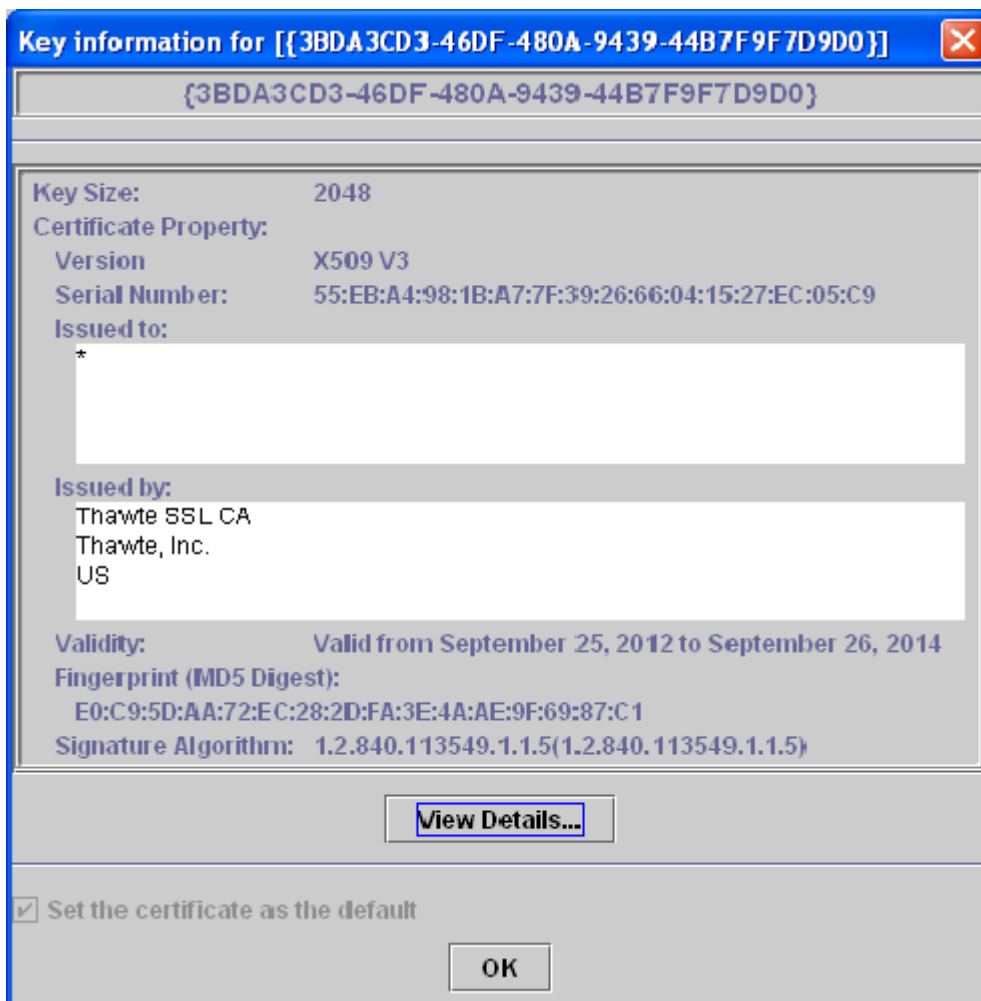 Key information for [{3BDA3CD3-46DF-480A-9439-44B7F9F7D9D0}]
{3BDA3CD3-46DF-480A-9439-44B7F9F7D9D0}
Key Size: 2048
Certificate Property:
Version X509 V3
Serial Number: 55:EB:A4:98:1B:A7:7F:39:26:66:04:15:27:EC:05:C9
Issued to:
*
Issued by:
Thawte SSL CA
Thawte, Inc.
US
Validity: Valid from September 25, 2012 to September 26, 2014
Fingerprint (MD5 Digest):
E0:C9:5D:AA:72:EC:28:2D:FA:3E:4A:AE:9F:69:87:C1
Signature Algorithm: 1.2.840.113549.1.1.5(1.2.840.113549.1.1.5)
View Details...
Set the certificate as the default
OK